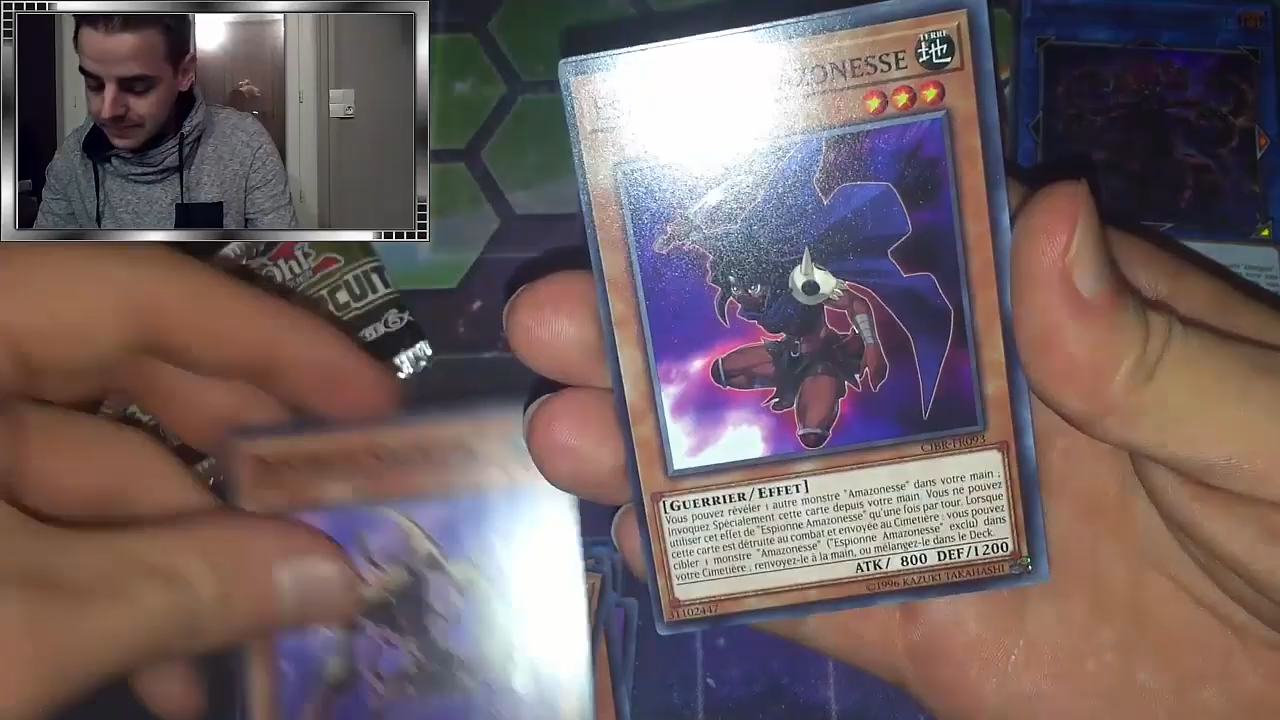 AZONESSE
TERRE
地
CIBR-FR093
[GUERRIER/EFFET]
Vous pouvez révéler 1 autre monstre "Amazonesse" dans votre main ;
Invoquez Spécialement cette carte depuis votre main. Vous ne pouvez
utiliser cet effet de "Espionne Amazonesse" qu'une fois par tour. Lorsque
cette carte est détruite au combat et envoyée au Cimetière : vous pouvez
cibler 1 monstre "Amazonesse" ("Espionne Amazonesse" exclu) dans
votre Cimetière ; renvoyez-le à la main, ou mélangez-le dans le Deck.
ATK/ 800 DEF/1200
31102447
©1996 KAZUKI TAKAHASHI
Oh!
CUIT